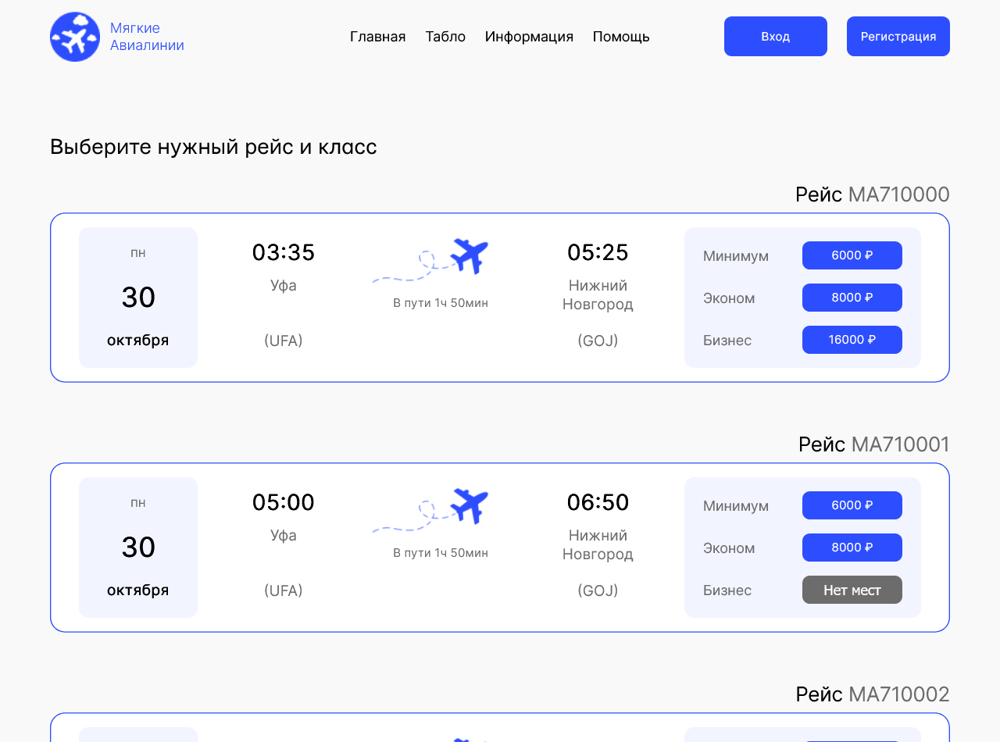 Мягкие
Авиалинии
Главная Табло Информация Помощь
Вход
Регистрация
Выберите нужный рейс и класс
Рейс MA710000
пн
30
октября
03:35
Уфа
(UFA)
В пути 1ч 50мин
05:25
Нижний
Новгород
(GOJ)
Минимум 6000 ₽
Эконом 8000 ₽
Бизнес 16000 ₽
Рейс MA710001
пн
30
октября
05:00
Уфа
(UFA)
В пути 1ч 50мин
06:50
Нижний
Новгород
(GOJ)
Минимум 6000 ₽
Эконом 8000 ₽
Бизнес Нет мест
Рейс MA710002